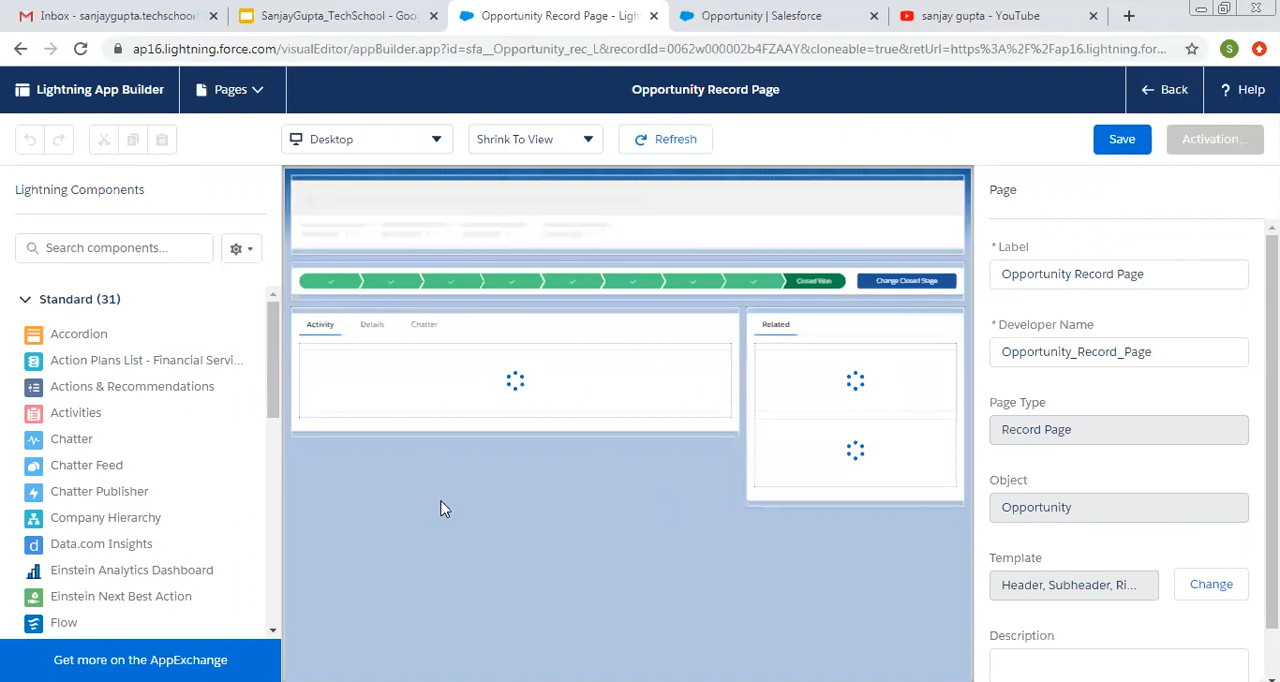 Inbox - sanjaygupta.techschool
SanjayGupta_TechSchool - Goo
Opportunity Record Page - Ligh
Opportunity | Salesforce
sanjay gupta - YouTube
ap16.lightning.force.com/visualEditor/appBuilder.app?id=sfa__Opportunity_rec_L&recordId=0062w000002b4FZAAY&cloneable=true&retUrl=https%3A%2F%2Fap16.lightning.for...
S
Lightning App Builder
Pages
Opportunity Record Page
Back
? Help
Desktop
Shrink To View
Refresh
Save
Activation...
Lightning Components
Search components...
Standard (31)
Accordion
Action Plans List - Financial Servi...
Actions & Recommendations
Activities
Chatter
Chatter Feed
Chatter Publisher
Company Hierarchy
Data.com Insights
Einstein Analytics Dashboard
Einstein Next Best Action
Flow
Get more on the AppExchange
Closed Won
Change Closed Stage
Activity
Details
Chatter
Related
Page
* Label
Opportunity Record Page
* Developer Name
Opportunity_Record_Page
Page Type
Record Page
Object
Opportunity
Template
Header, Subheader, Ri...
Change
Description